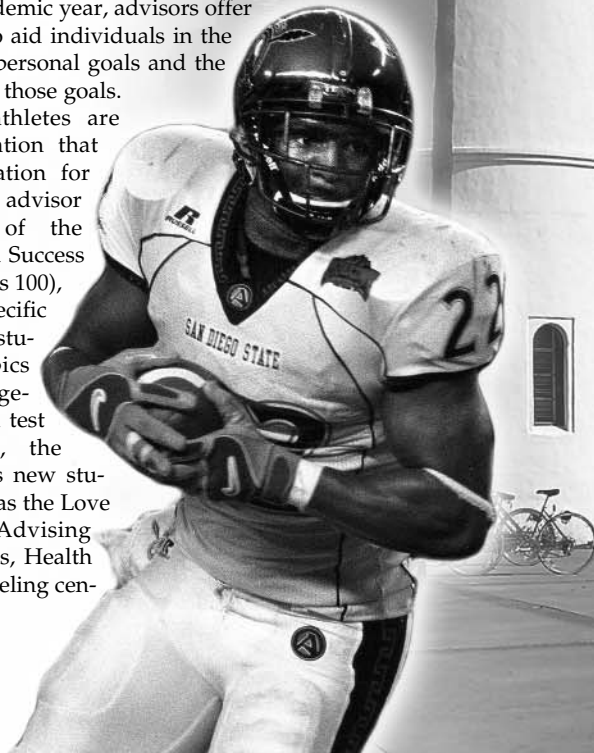 demic year, advisors offer
o aid individuals in the
personal goals and the
those goals.
thletes are
ation that
ation for
advisor
of the
Success
s 100),
ecific
stu-
pics
ge-
test
, the
s new stu-
as the Love
Advising
s, Health
eling cen-
RUSSELL
SAN DIEGO STATE
22